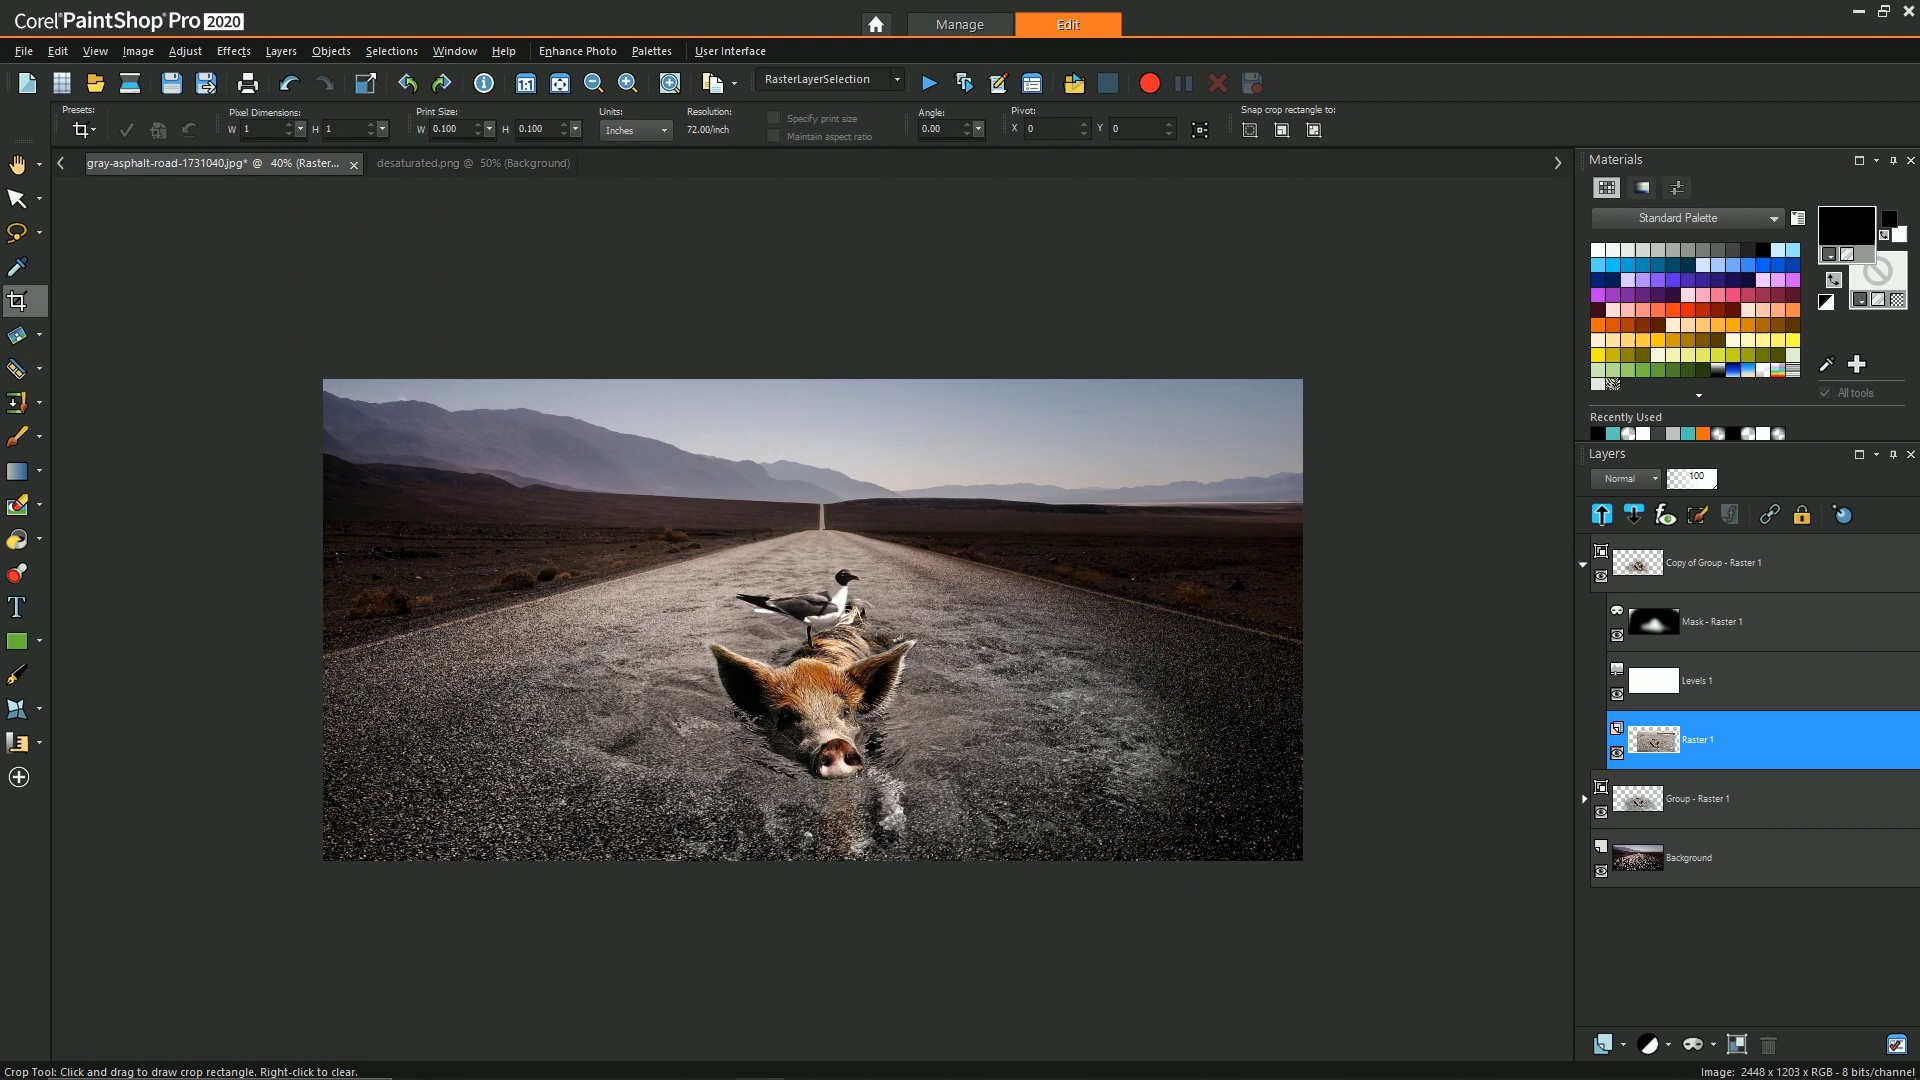 Corel PaintShop Pro 2020
Manage
Edit
File Edit View Image Adjust Effects Layers Objects Selections Window Help Enhance Photo Palettes User Interface
RasterLayerSelection
Presets:
Pixel Dimensions:
W 1 H 1
Print Size:
W 0.100 H 0.100
Units:
Inches
Resolution:
72.00/inch
Specify print size
Maintain aspect ratio
Angle:
0.00
Pivot:
X 0 Y 0
Snap crop rectangle to:
gray-asphalt-road-1731040.jpg* @ 40% (Raster...
desaturated.png @ 50% (Background)
Materials
Standard Palette
All tools
Recently Used
Layers
Normal
100
Copy of Group - Raster 1
Mask - Raster 1
Levels 1
Raster 1
Group - Raster 1
Background
Crop Tool: Click and drag to draw crop rectangle. Right-click to clear.
Image: 2448 x 1203 x RGB - 8 bits/channel